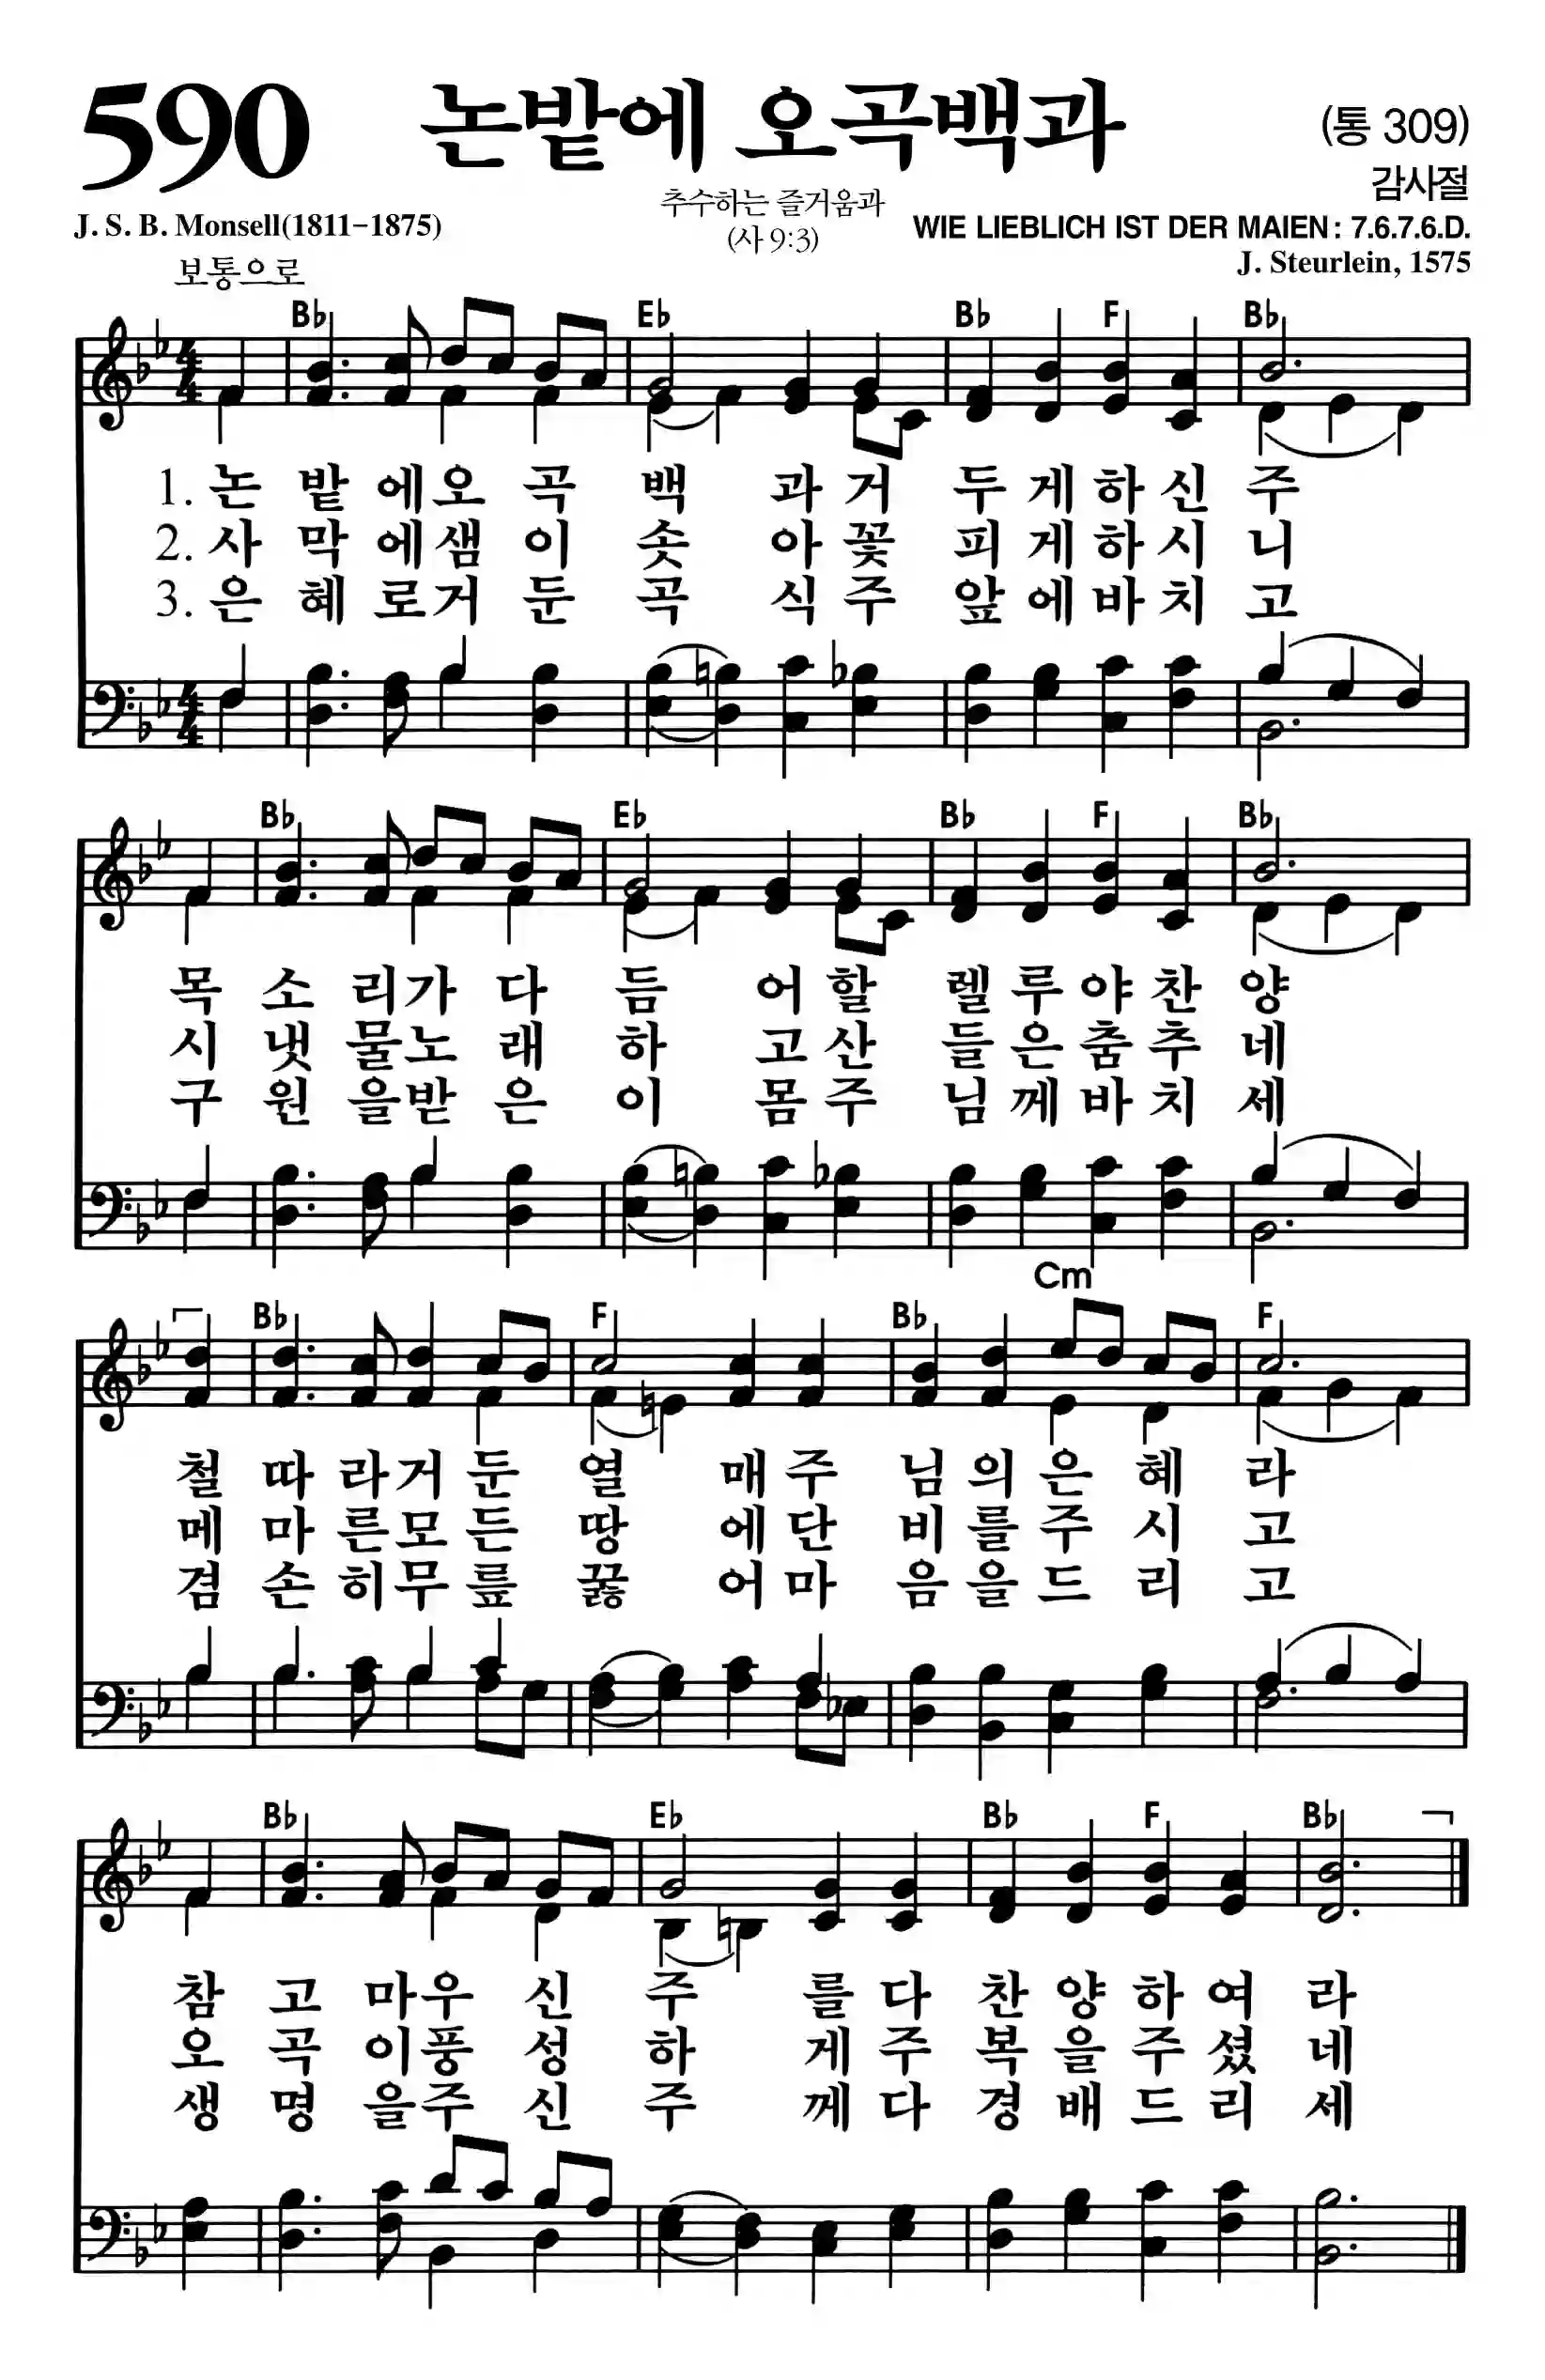 590 논밭에 오곡백과 (통 309)
감사절
추수하는 즐거움과
J. S. B. Monsell(1811-1875) (사 9:3) WIE LIEBLICH IST DER MAIEN : 7.6.7.6.D.
보통으로 J. Steurlein, 1575
B♭ E♭ B♭ F B♭
1. 논 밭 에오 곡 백 과 거 두 게 하 신 주
2. 사 막 에샘 이 솟 아 꽃 피 게 하 시 니
3. 은 혜 로거 둔 곡 식 주 앞 에 바 치 고
B♭ E♭ B♭ F B♭
목 소 리가 다 듬 어 할 렐 루 야 찬 양
시 냇 물노 래 하 고 산 들 은 춤 추 네
구 원 을받 은 이 몸 주 님 께 바 치 세
B♭ F B♭ Cm F
철 따 라거 둔 열 매 주 님 의 은 혜 라
메 마 른모 든 땅 에 단 비 를 주 시 고
겸 손 히무 릎 꿇 어 마 음 을 드 리 고
B♭ E♭ B♭ F B♭
참 고 마우 신 주 를 다 찬 양 하 여 라
오 곡 이풍 성 하 게 주 복 을 주 셨 네
생 명 을주 신 주 께 다 경 배 드 리 세